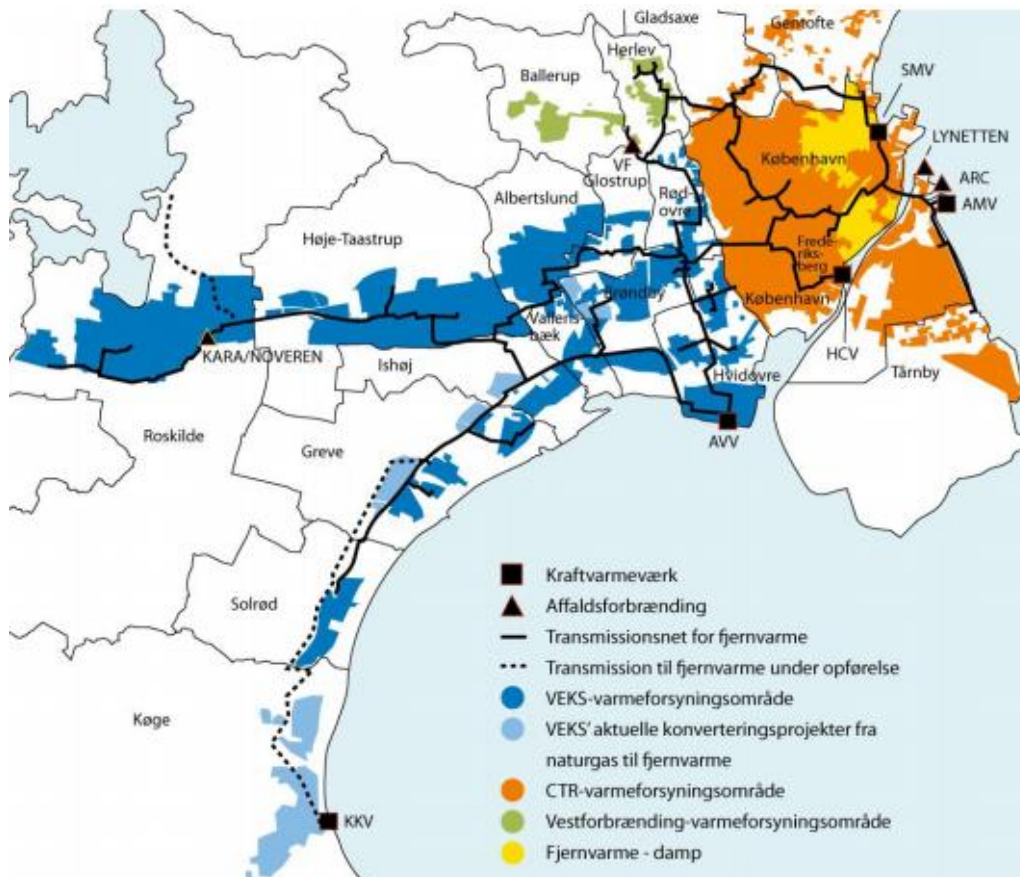 Gladsaxe
Gentofte
Herlev
Ballerup
SMV
LYNETTEN
København
ARC
VF
Glostrup
AMV
Albertslund
Rød-
ovre
Høje-Taastrup
Frede-
riks-
berg
Brøndby
København
Vallens-
bæk
KARA/NOVEREN
Ishøj
HCV
Hvidovre
Tårnby
Roskilde
AVV
Greve
Kraftvarmeværk
Solrød
Affaldsforbrænding
Transmissionsnet for fjernvarme
Transmission til fjernvarme under opførelse
VEKS-varmeforsyningsområde
Køge
VEKS' aktuelle konverteringsprojekter fra
naturgas til fjernvarme
CTR-varmeforsyningsområde
KKV
Vestforbrænding-varmeforsyningsområde
Fjernvarme - damp